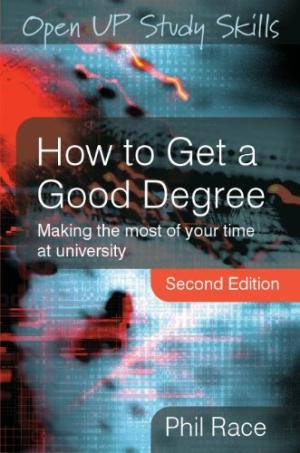 Open UP Study Skills
How to Get a
Good Degree
Making the most of your time
at university
Second Edition
Phil Race